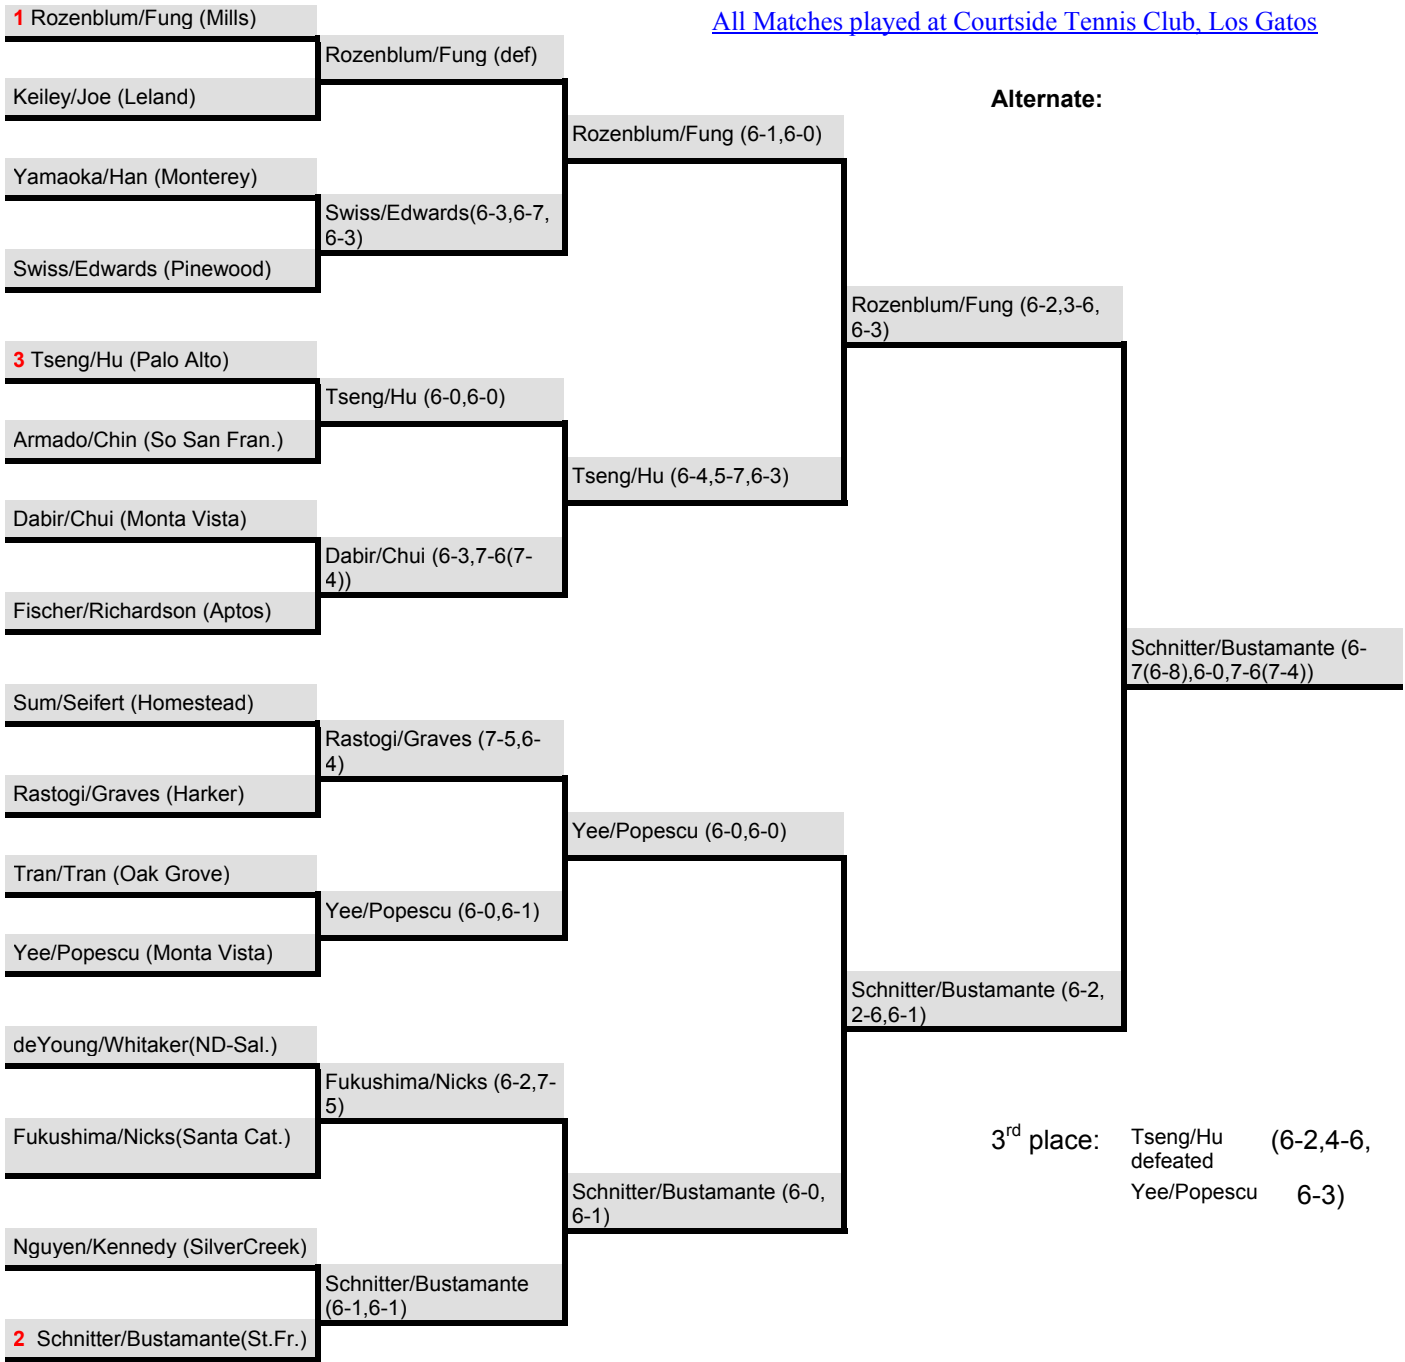 1 Rozenblum/Fung (Mills)
All Matches played at Courtside Tennis Club, Los Gatos
Rozenblum/Fung (def)
Keiley/Joe (Leland)
Alternate:
Rozenblum/Fung (6-1,6-0)
Yamaoka/Han (Monterey)
Swiss/Edwards(6-3,6-7,
6-3)
Swiss/Edwards (Pinewood)
Rozenblum/Fung (6-2,3-6,
6-3)
3 Tseng/Hu (Palo Alto)
Tseng/Hu (6-0,6-0)
Armado/Chin (So San Fran.)
Tseng/Hu (6-4,5-7,6-3)
Dabir/Chui (Monta Vista)
Dabir/Chui (6-3,7-6(7-
4))
Fischer/Richardson (Aptos)
Schnitter/Bustamante (6-
7(6-8),6-0,7-6(7-4))
Sum/Seifert (Homestead)
Rastogi/Graves (7-5,6-
4)
Rastogi/Graves (Harker)
Yee/Popescu (6-0,6-0)
Tran/Tran (Oak Grove)
Yee/Popescu (6-0,6-1)
Yee/Popescu (Monta Vista)
Schnitter/Bustamante (6-2,
2-6,6-1)
deYoung/Whitaker(ND-Sal.)
Fukushima/Nicks (6-2,7-
5)
Fukushima/Nicks(Santa Cat.)
3rd place: Tseng/Hu (6-2,4-6,
defeated
Yee/Popescu 6-3)
Schnitter/Bustamante (6-0,
6-1)
Nguyen/Kennedy (SilverCreek)
Schnitter/Bustamante
(6-1,6-1)
2 Schnitter/Bustamante(St.Fr.)